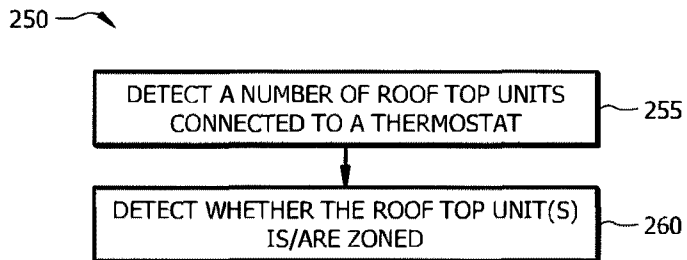 250
DETECT A NUMBER OF ROOF TOP UNITS
CONNECTED TO A THERMOSTAT
255
DETECT WHETHER THE ROOF TOP UNIT(S)
IS/ARE ZONED
260